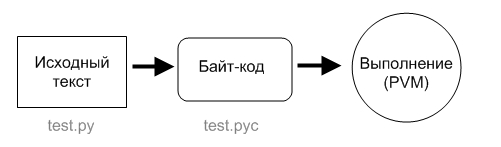 Исходный
текст
Байт-код
Выполнение
(PVM)
test.py
test.pyc